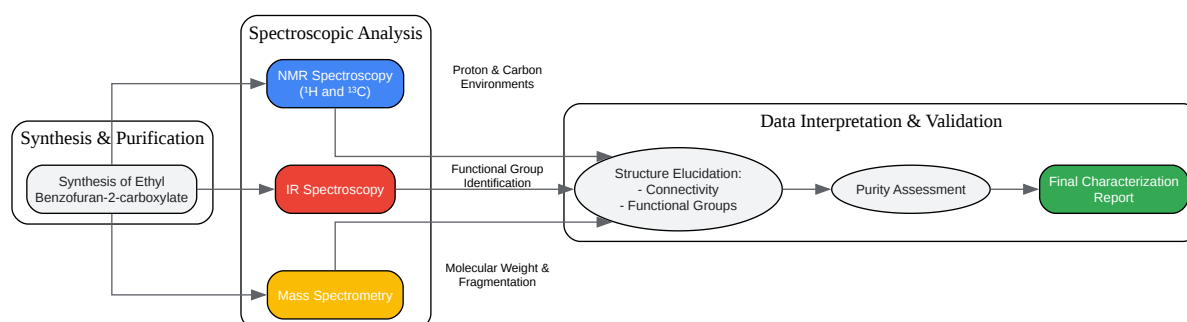 Spectroscopic Analysis
NMR Spectroscopy
(¹H and ¹³C)
Proton & Carbon
Environments
Synthesis & Purification
Synthesis of Ethyl
Benzofuran-2-carboxylate
IR Spectroscopy
Functional Group
Identification
Data Interpretation & Validation
Structure Elucidation:
- Connectivity
- Functional Groups
Purity Assessment
Final Characterization
Report
Molecular Weight &
Fragmentation
Mass Spectrometry